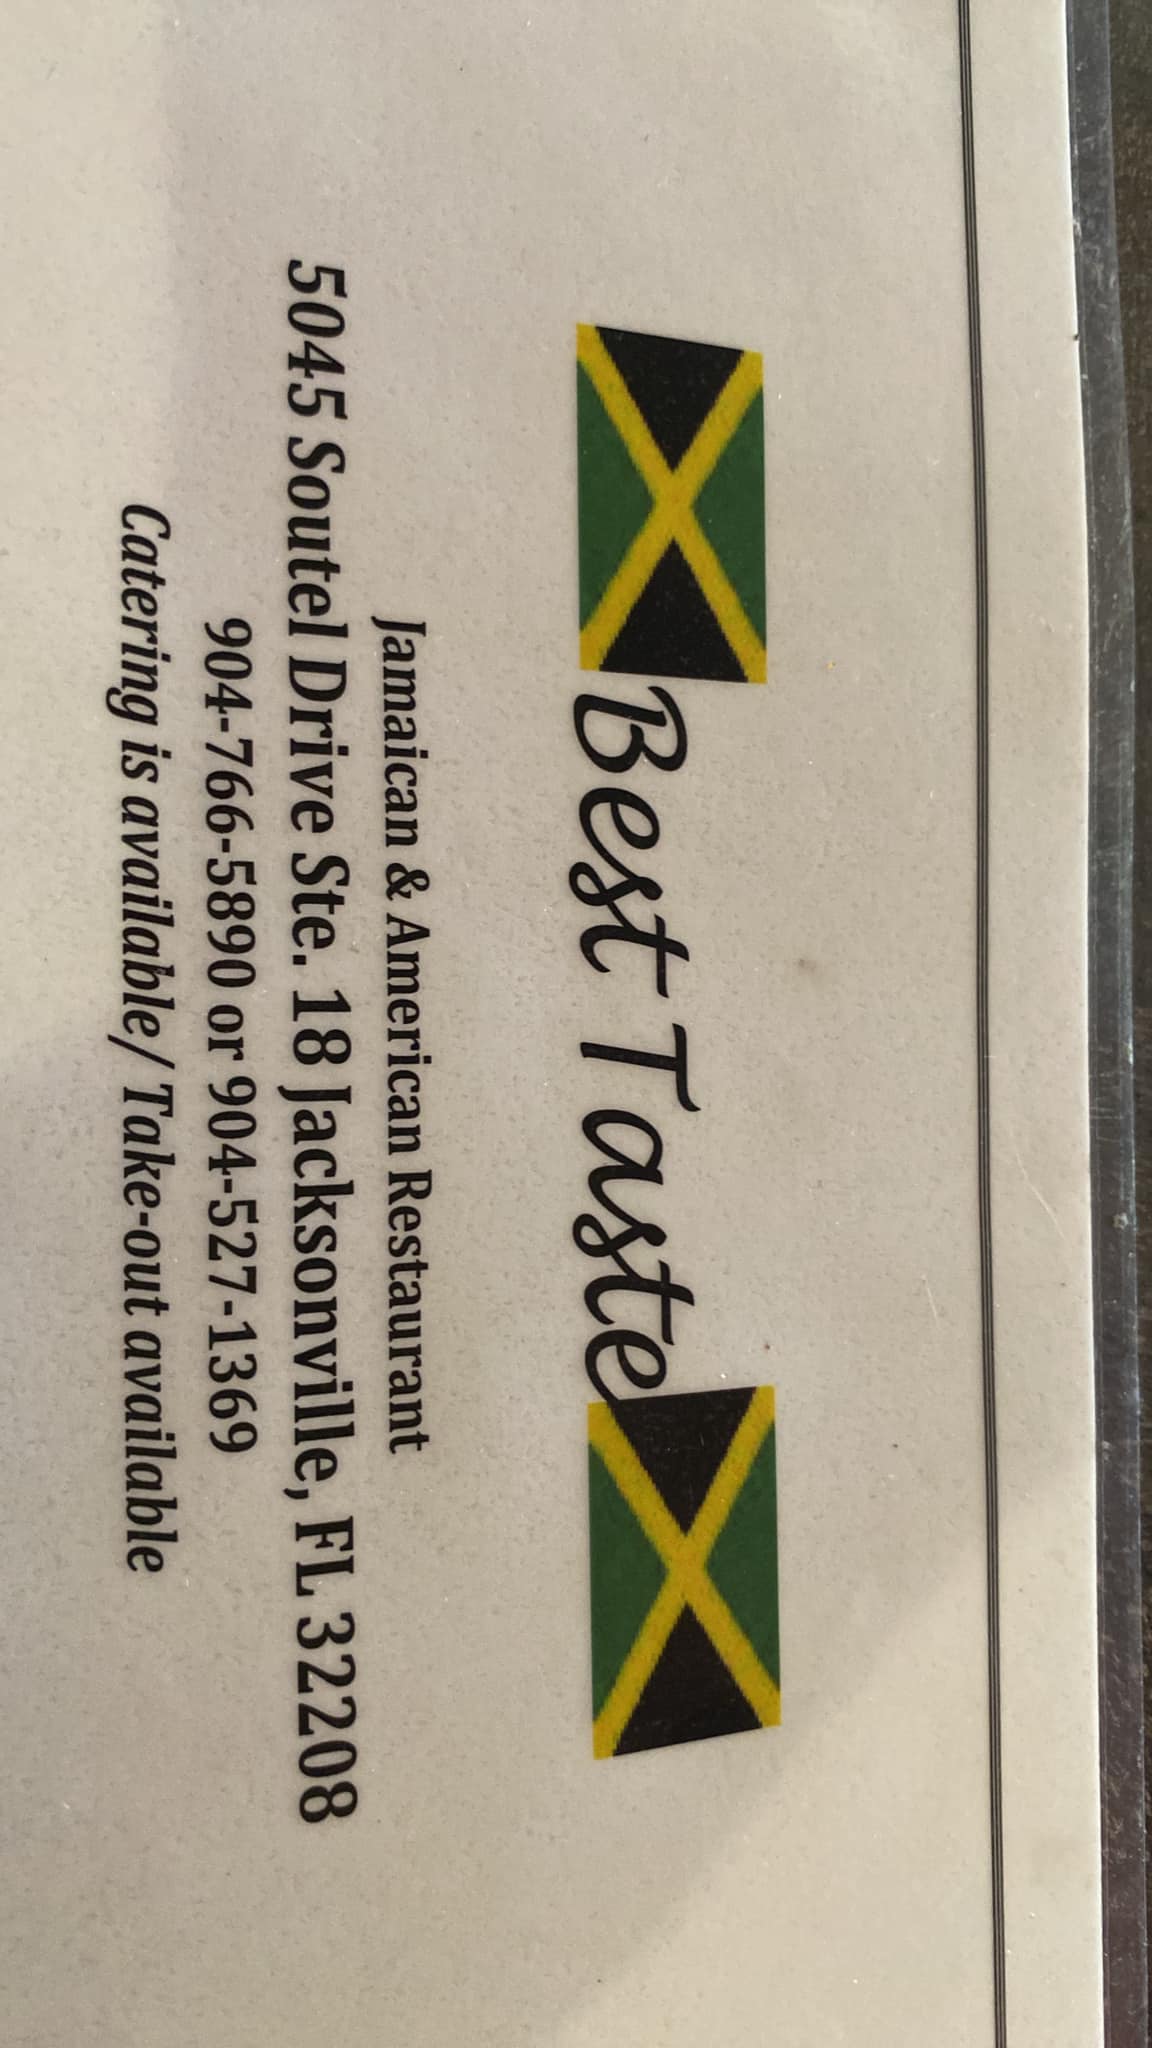 Best Taste
Jamaican & American Restaurant
5045 Soutel Drive Ste. 18 Jacksonville, FL 32208
904-766-5890 or 904-527-1369
Catering is available/ Take-out available